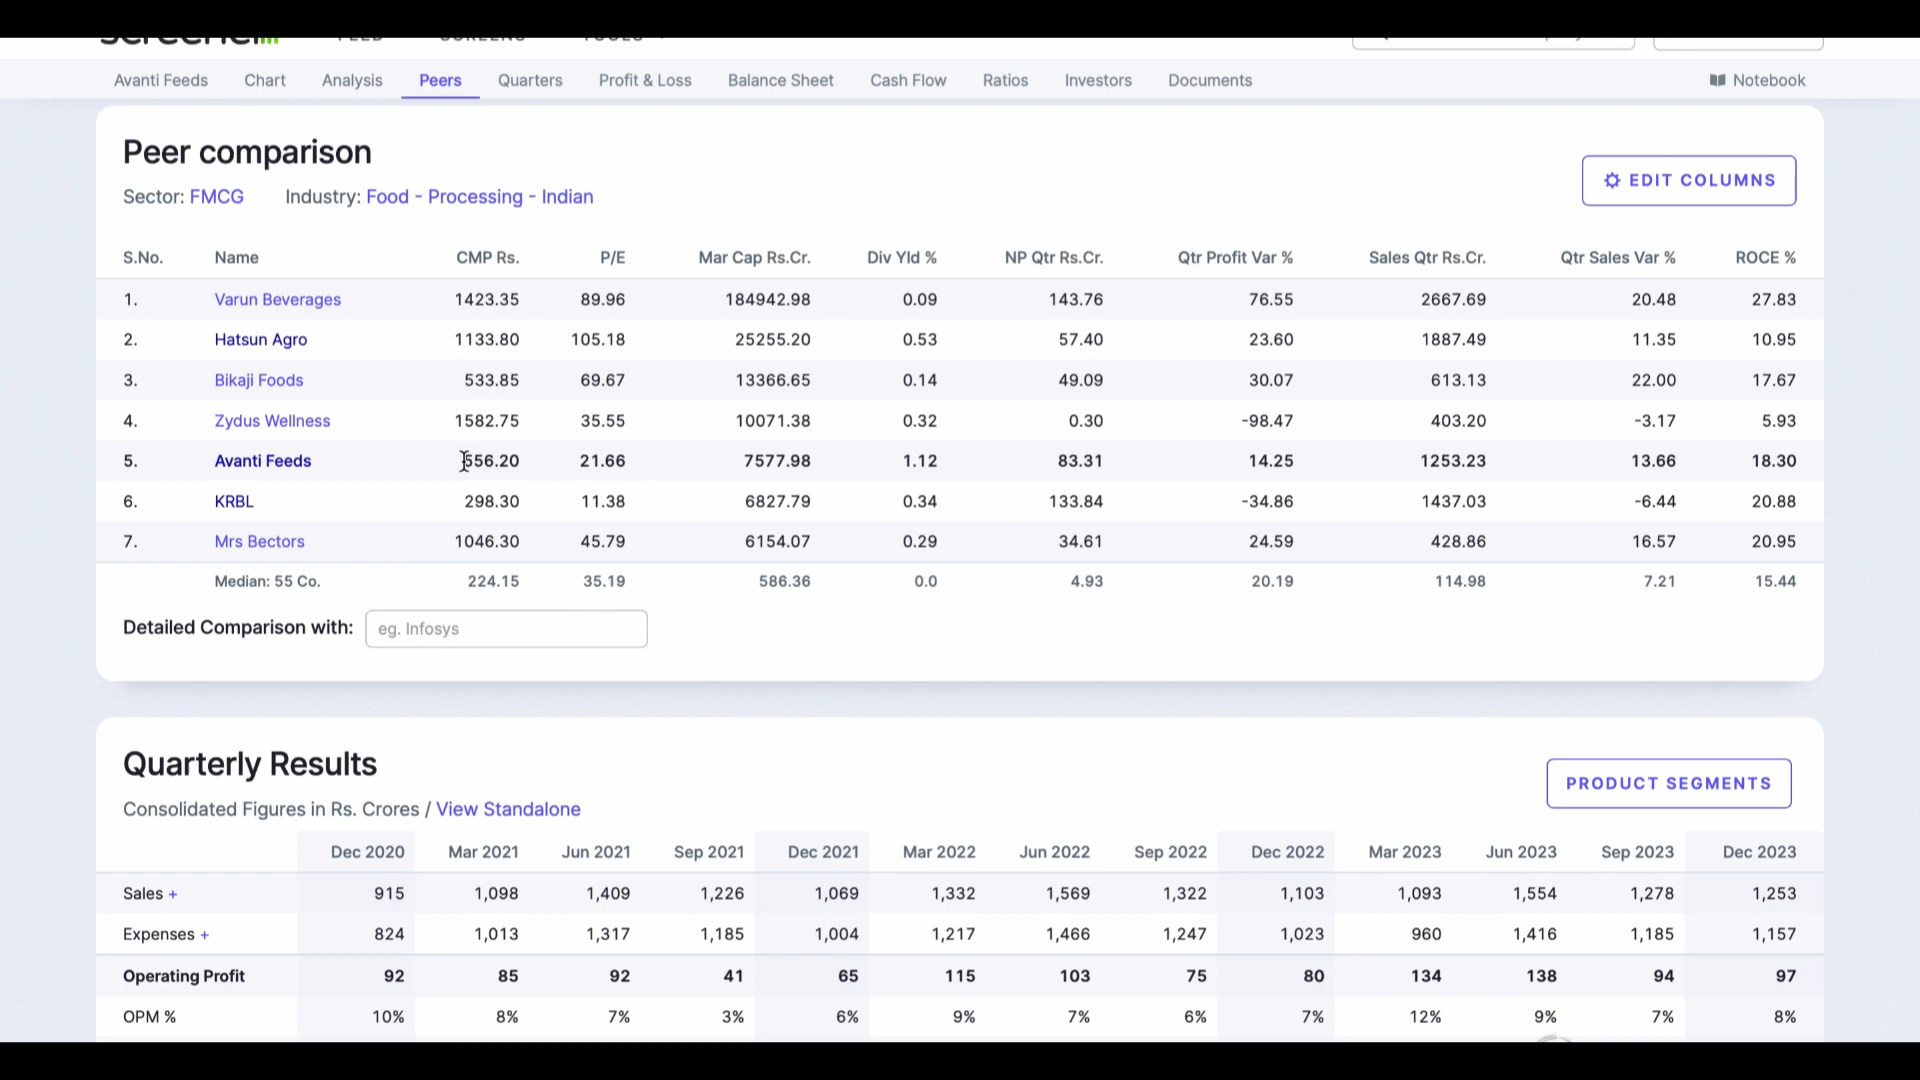 Avanti Feeds Chart Analysis Peers Quarters Profit & Loss Balance Sheet Cash Flow Ratios Investors Documents Notebook
Peer comparison
EDIT COLUMNS
Sector: FMCG Industry: Food - Processing - Indian
S.No. Name CMP Rs. P/E Mar Cap Rs.Cr. Div Yld % NP Qtr Rs.Cr. Qtr Profit Var % Sales Qtr Rs.Cr. Qtr Sales Var % ROCE %
1. Varun Beverages 1423.35 89.96 184942.98 0.09 143.76 76.55 2667.69 20.48 27.83
2. Hatsun Agro 1133.80 105.18 25255.20 0.53 57.40 23.60 1887.49 11.35 10.95
3. Bikaji Foods 533.85 69.67 13366.65 0.14 49.09 30.07 613.13 22.00 17.67
4. Zydus Wellness 1582.75 35.55 10071.38 0.32 0.30 -98.47 403.20 -3.17 5.93
5. Avanti Feeds 556.20 21.66 7577.98 1.12 83.31 14.25 1253.23 13.66 18.30
6. KRBL 298.30 11.38 6827.79 0.34 133.84 -34.86 1437.03 -6.44 20.88
7. Mrs Bectors 1046.30 45.79 6154.07 0.29 34.61 24.59 428.86 16.57 20.95
Median: 55 Co. 224.15 35.19 586.36 0.0 4.93 20.19 114.98 7.21 15.44
Detailed Comparison with: eg. Infosys
Quarterly Results
PRODUCT SEGMENTS
Consolidated Figures in Rs. Crores / View Standalone
Dec 2020 Mar 2021 Jun 2021 Sep 2021 Dec 2021 Mar 2022 Jun 2022 Sep 2022 Dec 2022 Mar 2023 Jun 2023 Sep 2023 Dec 2023
Sales + 915 1,098 1,409 1,226 1,069 1,332 1,569 1,322 1,103 1,093 1,554 1,278 1,253
Expenses + 824 1,013 1,317 1,185 1,004 1,217 1,466 1,247 1,023 960 1,416 1,185 1,157
Operating Profit 92 85 92 41 65 115 103 75 80 134 138 94 97
OPM % 10% 8% 7% 3% 6% 9% 7% 6% 7% 12% 9% 7% 8%